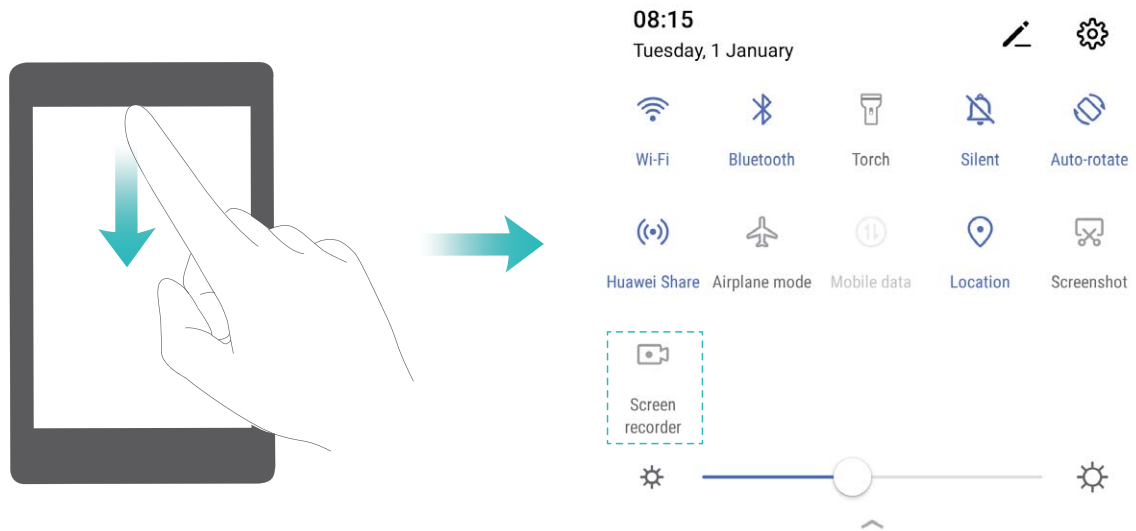 08:15
Tuesday, 1 January
Wi-Fi Bluetooth Torch Silent Auto-rotate
Huawei Share Airplane mode Mobile data Location Screenshot
Screen
recorder